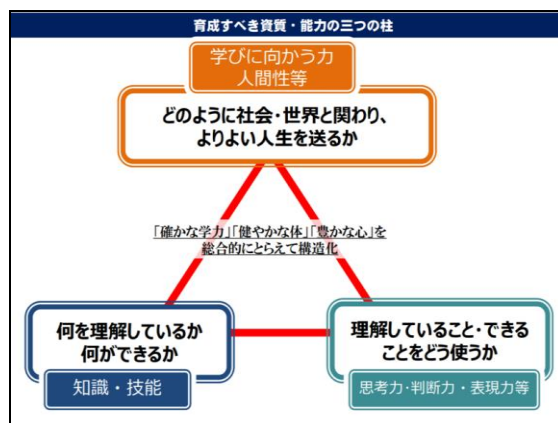 育成すべき資質・能力の三つの柱
学びに向かう力
人間性等
どのように社会・世界と関わり、
よりよい人生を送るか
「確かな学力」「健やかな体」「豊かな心」を
総合的にとらえて構造化
何を理解しているか
何ができるか
知識・技能
理解していること・できる
ことをどう使うか
思考力・判断力・表現力等